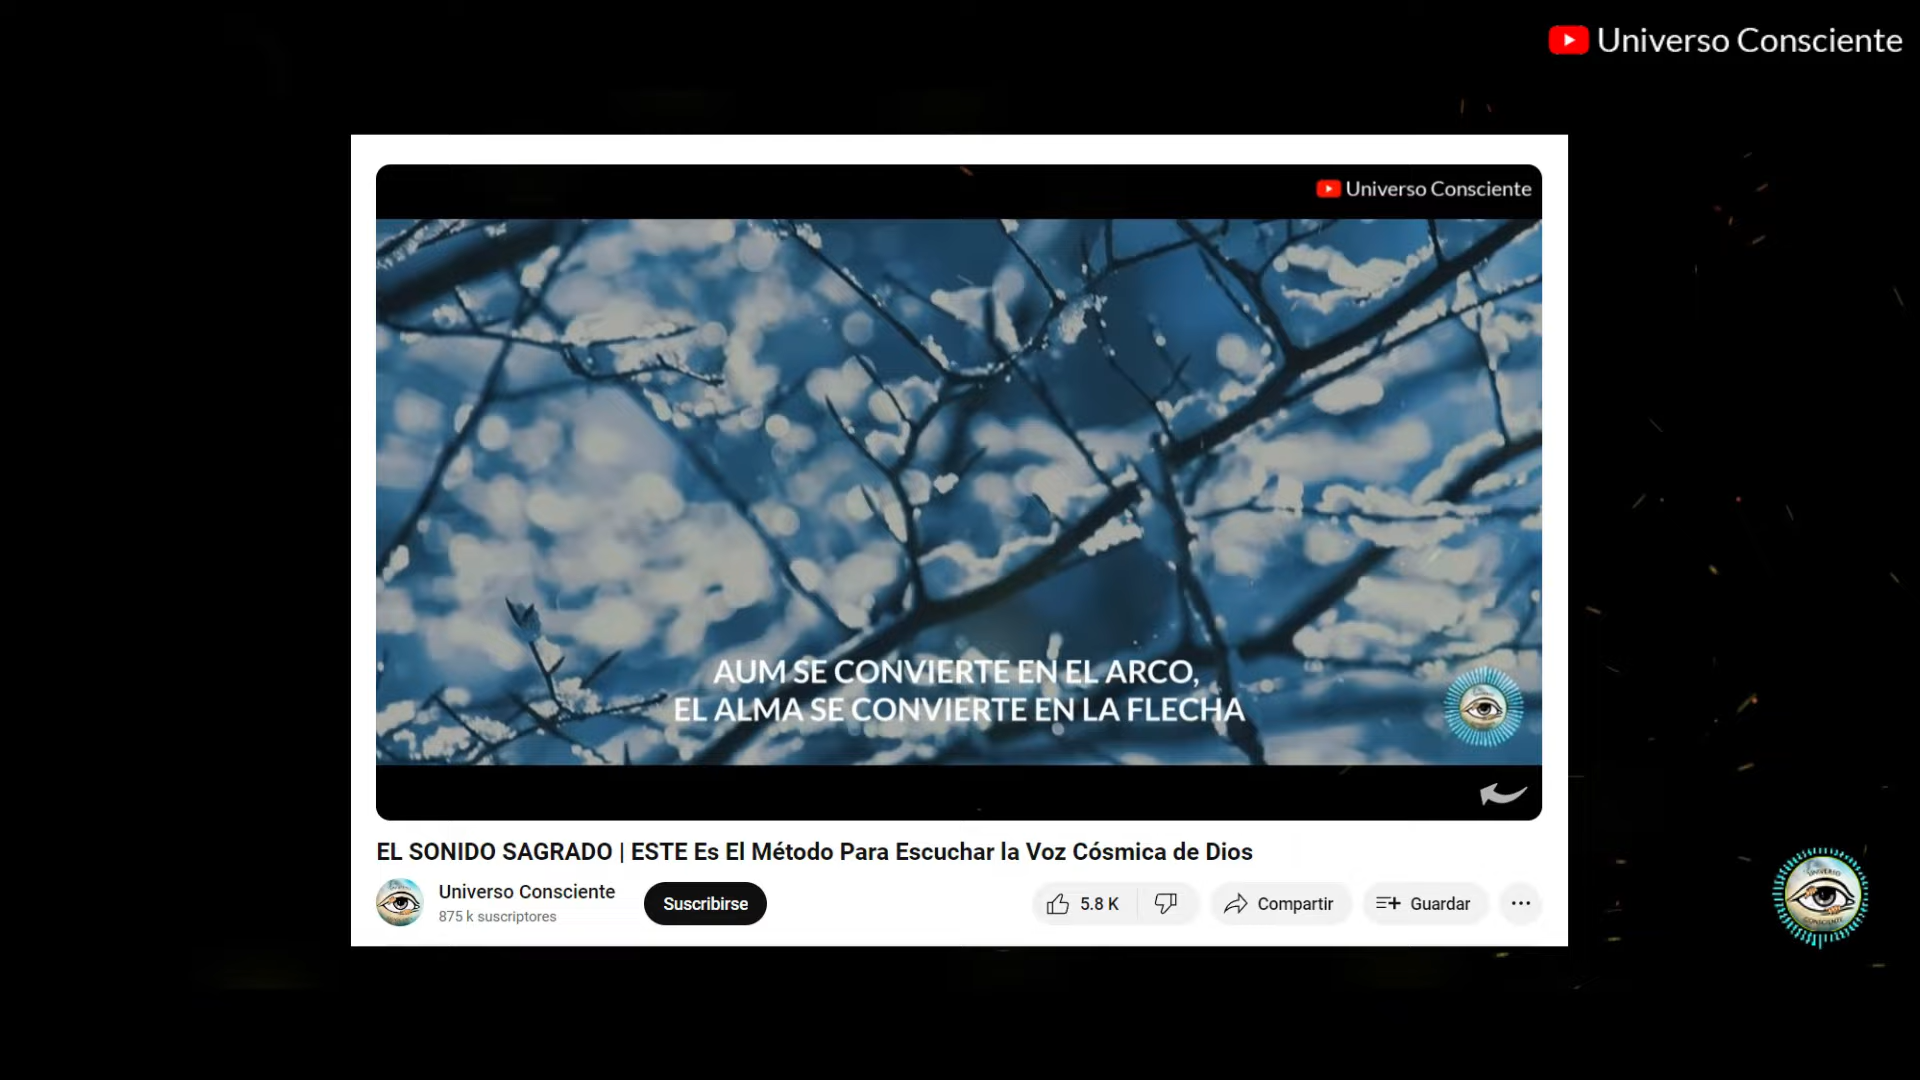 Universo Consciente
Universo Consciente
AUM SE CONVIERTE EN EL ARCO,
EL ALMA SE CONVIERTE EN LA FLECHA
EL SONIDO SAGRADO | ESTE Es El Método Para Escuchar la Voz Cósmica de Dios
Universo Consciente
875 k suscriptores
Suscribirse
5.8 K
Compartir
Guardar
UNIVERSO
CONSCIENTE